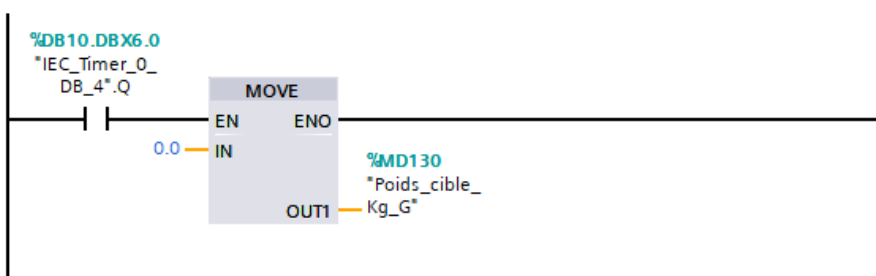 %DB10.DBX6.0
"IEC_Timer_0_
DB_4".Q
MOVE
EN ENO
0.0 IN
%MD130
"Poids_cible_
Kg_G"
OUT1